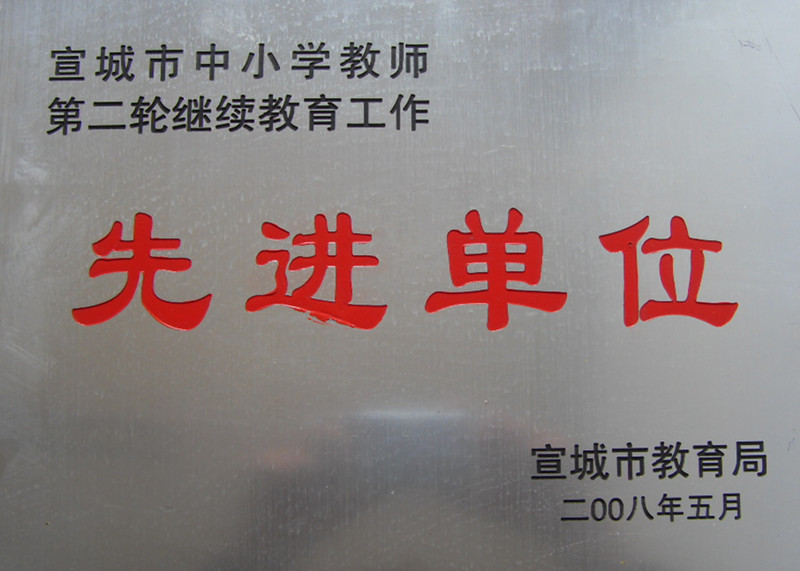 宣城市中小学教师
第二轮继续教育工作
先进单位
宣城市教育局
二00八年五月